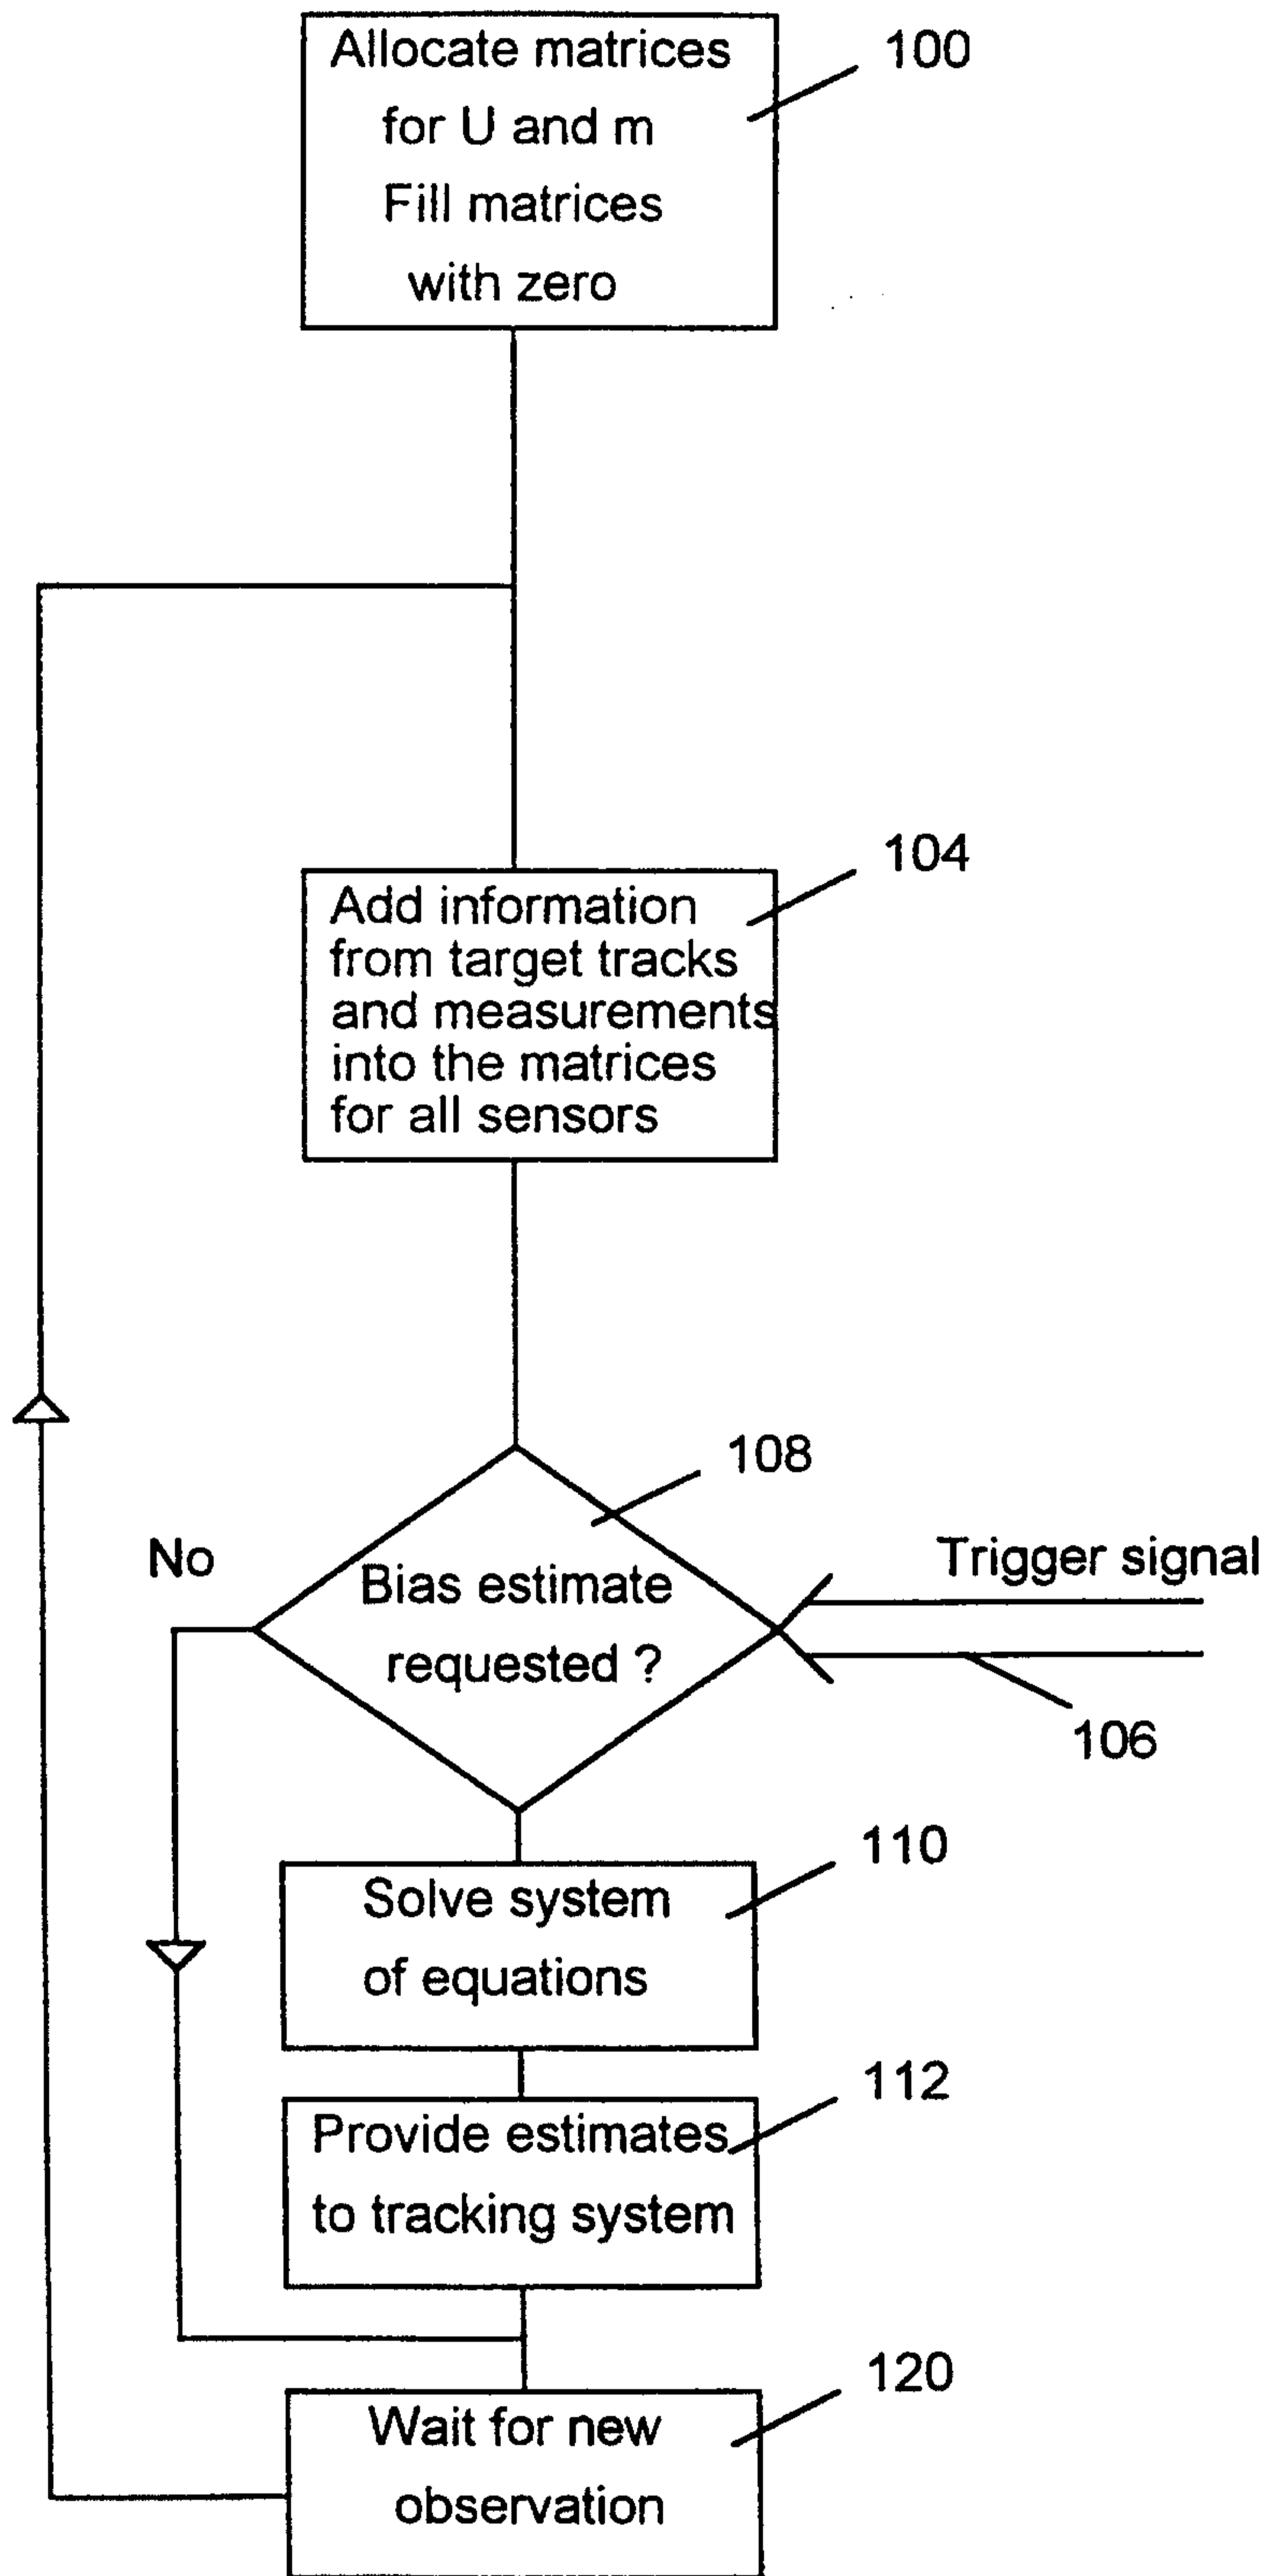 Allocate matrices
for U and m
Fill matrices
with zero
100
104
Add information
from target tracks
and measurements
into the matrices
for all sensors
108
No
Bias estimate
requested ?
Trigger signal
106
110
Solve system
of equations
112
Provide estimates
to tracking system
120
Wait for new
observation